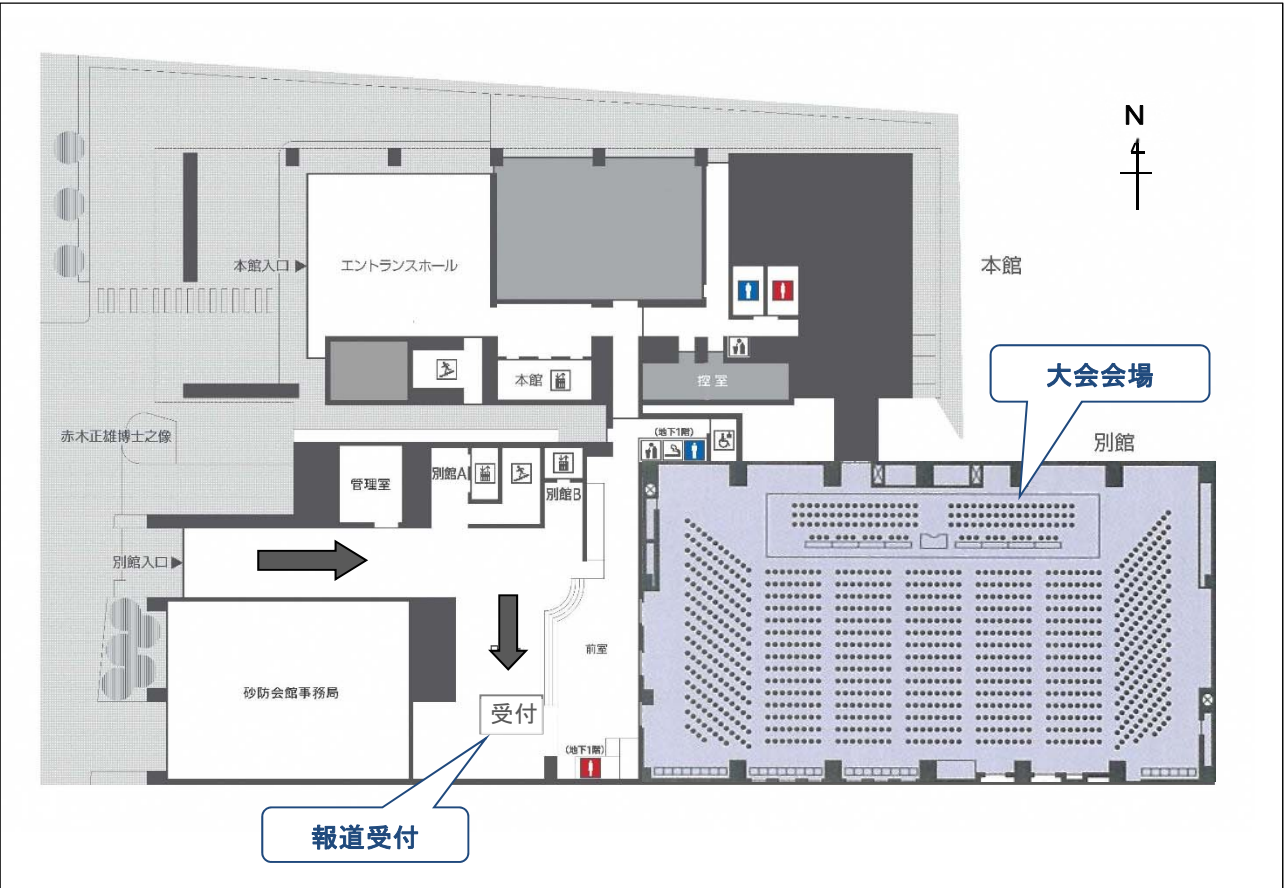 N
本館入口
エントランスホール
本館
本館
控室
大会会場
赤木正雄博士之像
(地下1階)
別館
管理室
別館A
別館B
別館入口
前室
砂防会館事務局
受付
(地下1階)
報道受付